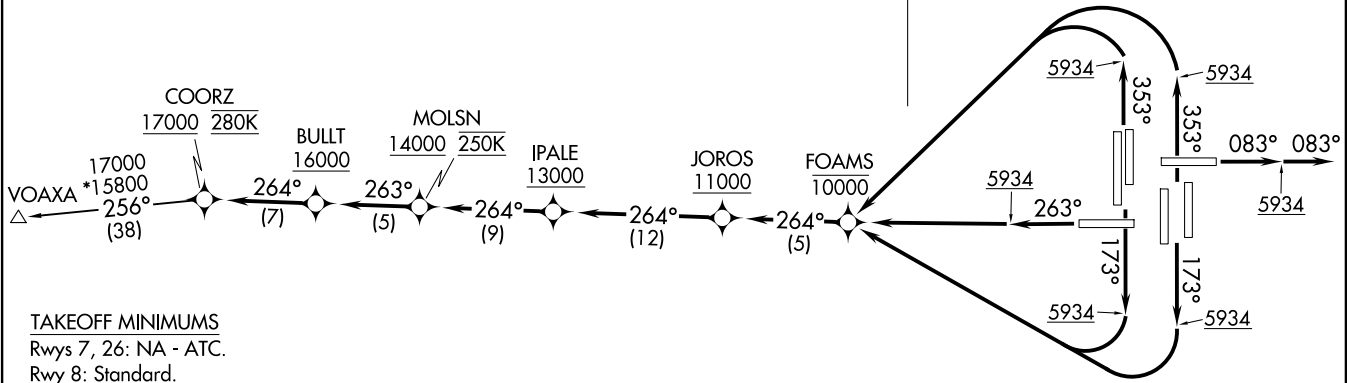 COORZ
17000 280K
BULLT
16000
MOLSN
14000 250K
IPALE
13000
JOROS
11000
FOAMS
10000
VOAXA
17000
*15800
256°
(38)
264°
(7)
263°
(5)
264°
(9)
264°
(12)
264°
(5)
5934
263°
5934
353°
5934
353°
083° 083°
5934
173°
5934
173°
5934
TAKEOFF MINIMUMS
Rwys 7, 26: NA - ATC.
Rwy 8: Standard.